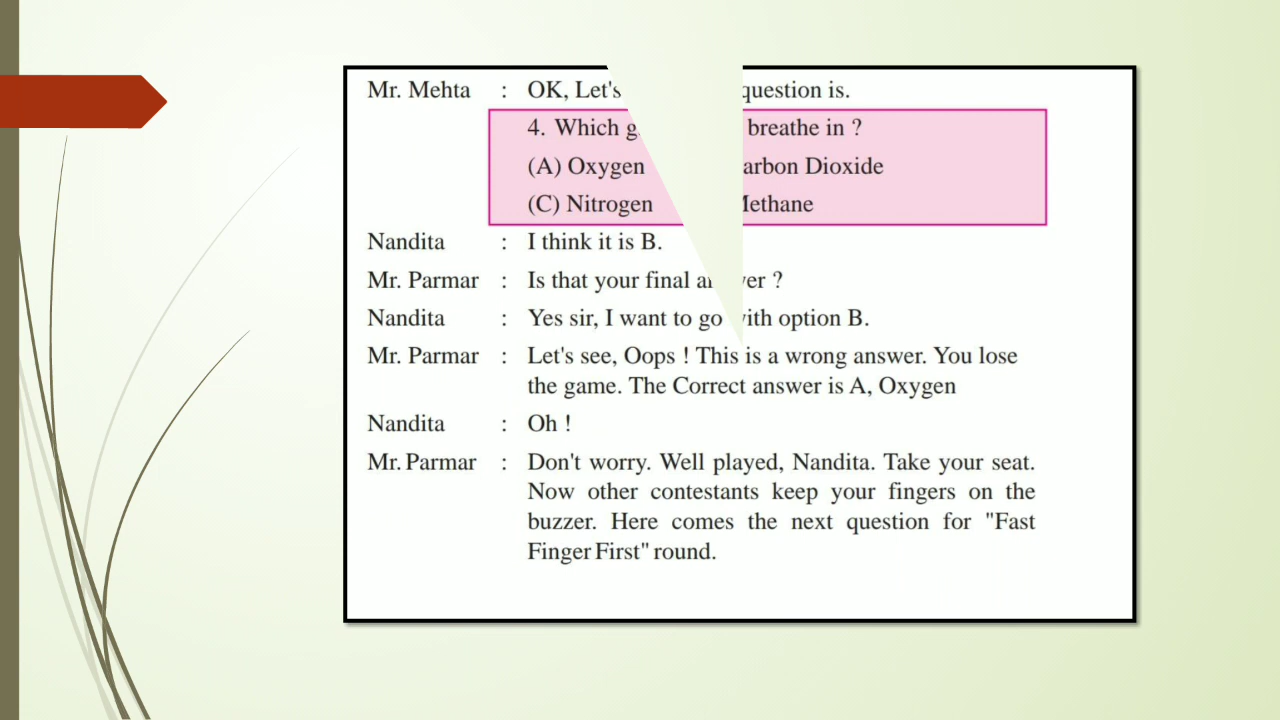 Mr. Mehta : OK, Let's question is.
4. Which breathe in ?
(A) Oxygen Dioxide
(C) Nitrogen
Nandita : I think it is B.
Mr. Parmar : Is that your final ?
Nandita : Yes sir, I want to go option B.
Mr. Parmar : Let's see, Oops ! This is a wrong answer. You lose
the game. The Correct answer is A, Oxygen
Nandita : Oh !
Mr. Parmar : Don't worry. Well played, Nandita. Take your seat.
Now other contestants keep your fingers on the
buzzer. Here comes the next question for "Fast
Finger First" round.